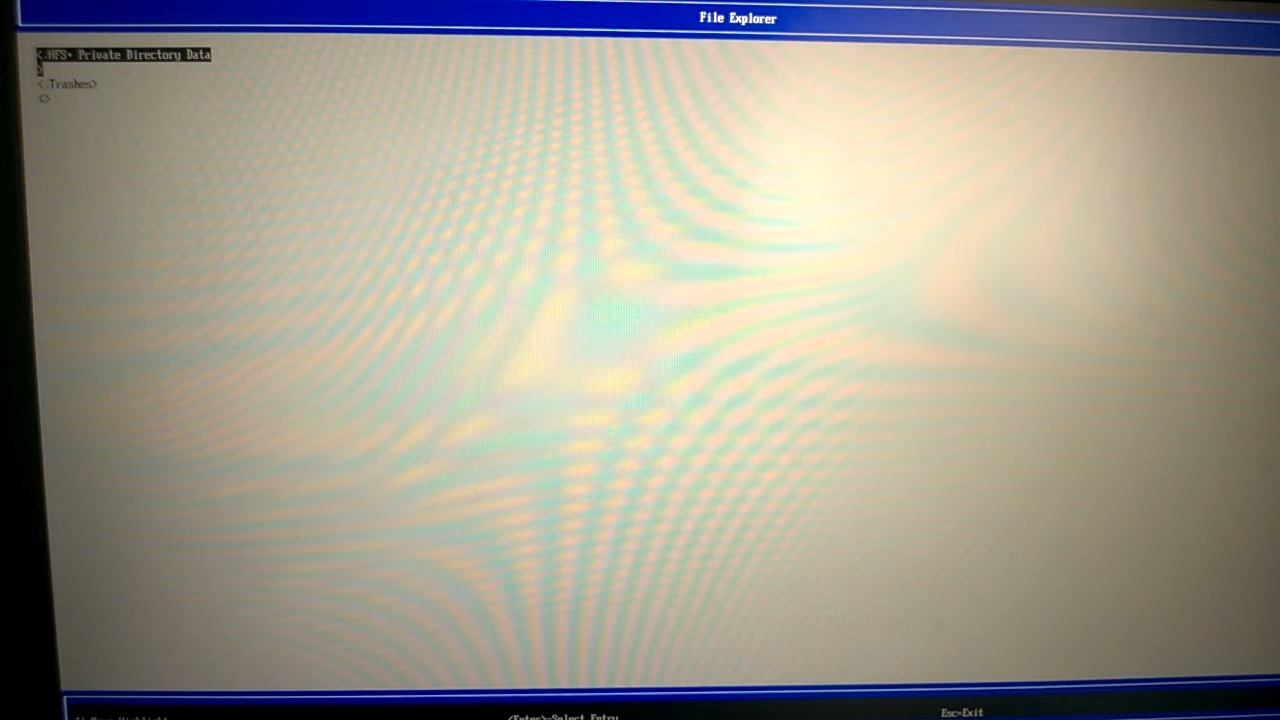 File Explorer
<.HFS+ Private Directory Data
>
<.Trashes>
<>
<Enter>=Select Entry
Esc=Exit